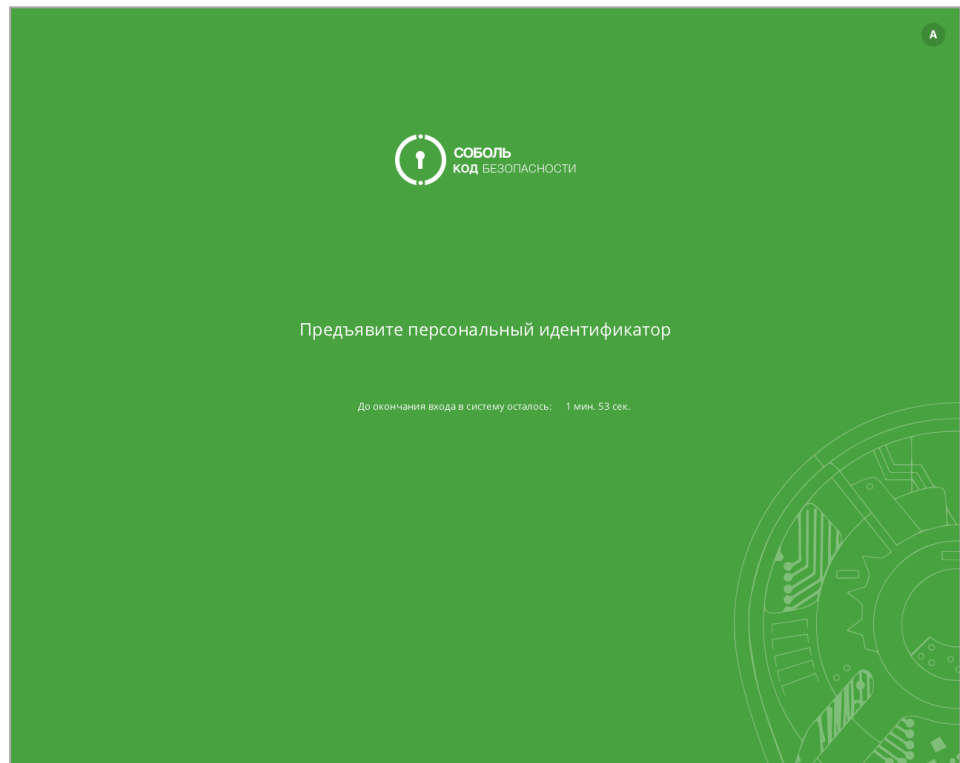 A
СОБОЛЬ
КОД БЕЗОПАСНОСТИ
Предъявите персональный идентификатор
До окончания входа в систему осталось: 1 мин. 53 сек.